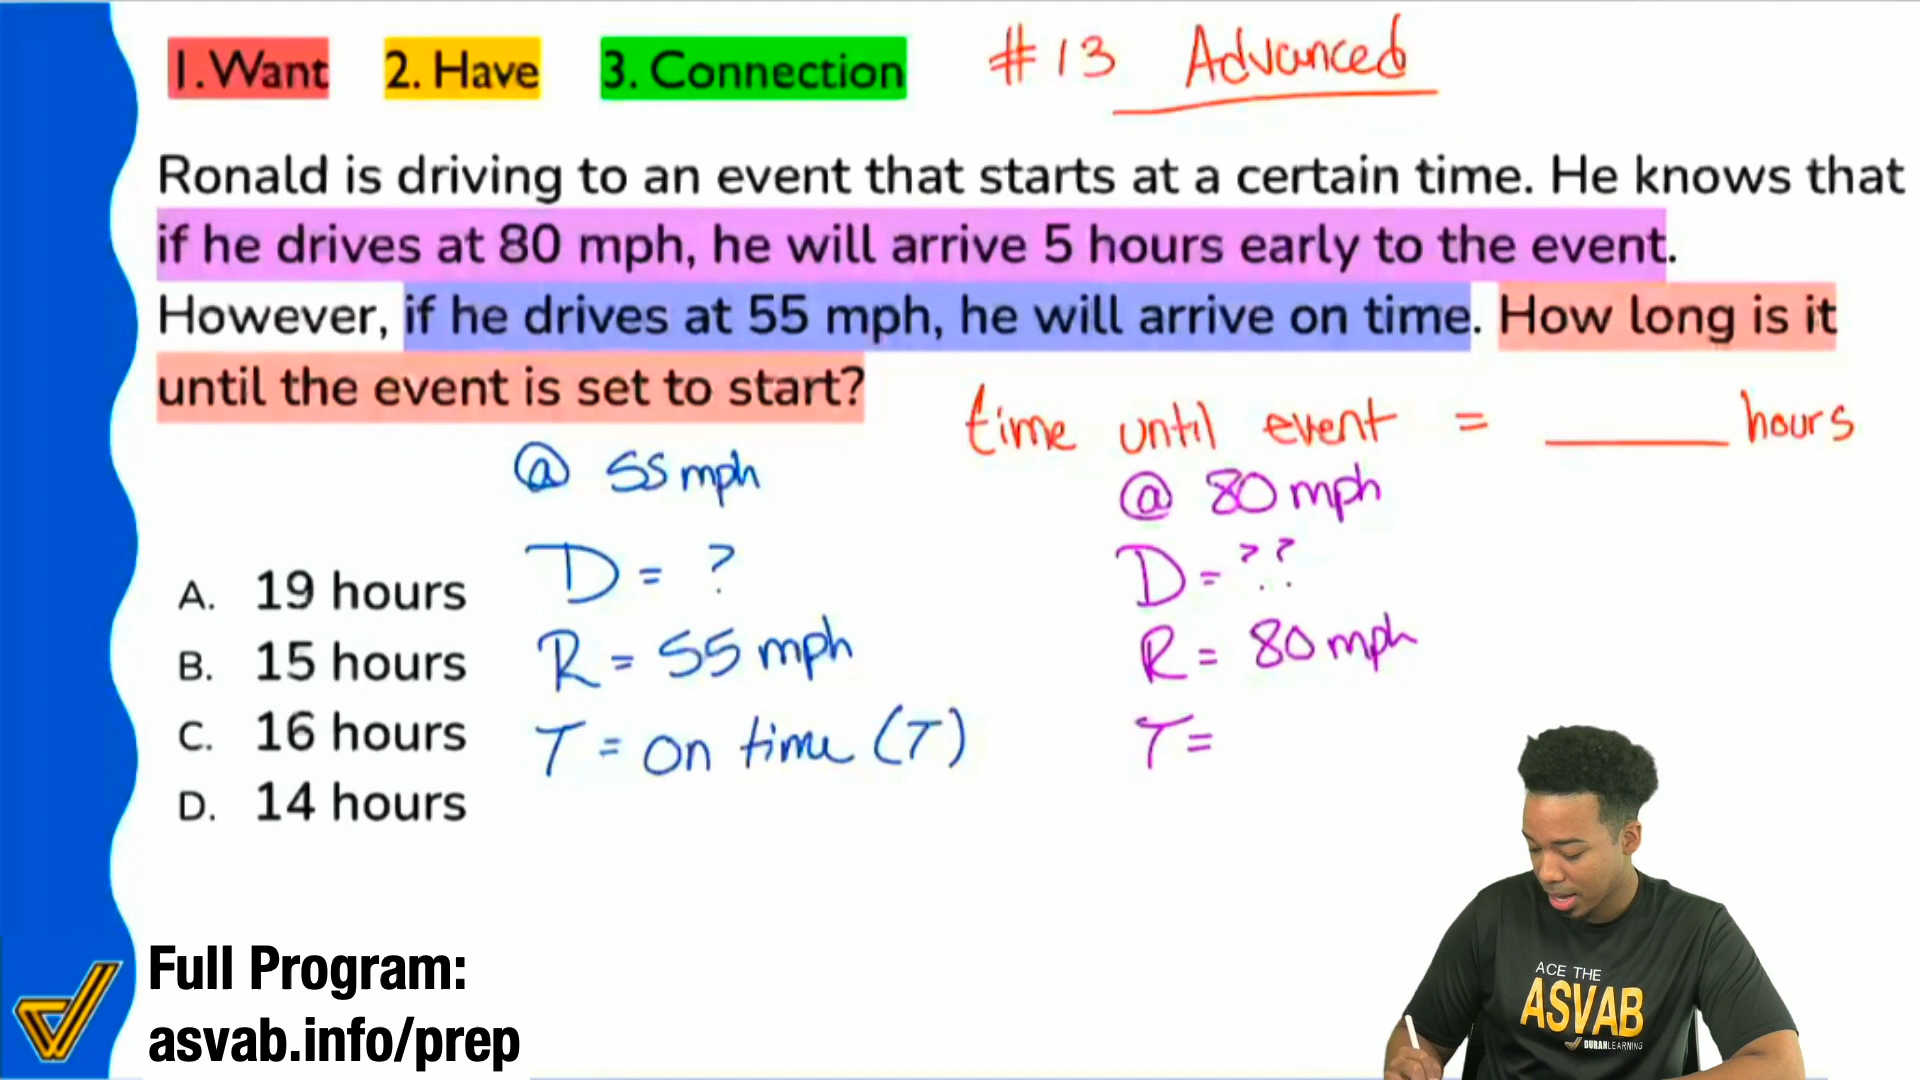 1. Want 2. Have 3. Connection #13 Advanced
Ronald is driving to an event that starts at a certain time. He knows that
if he drives at 80 mph, he will arrive 5 hours early to the event.
However, if he drives at 55 mph, he will arrive on time. How long is it
until the event is set to start?
time until event = ______ hours
@ 55 mph
D = ?
R = 55 mph
T = on time (T)
@ 80 mph
D = ??
R = 80 mph
T =
A. 19 hours
B. 15 hours
C. 16 hours
D. 14 hours
Full Program:
asvab.info/prep
ACE THE
ASVAB
DURANLEARNING